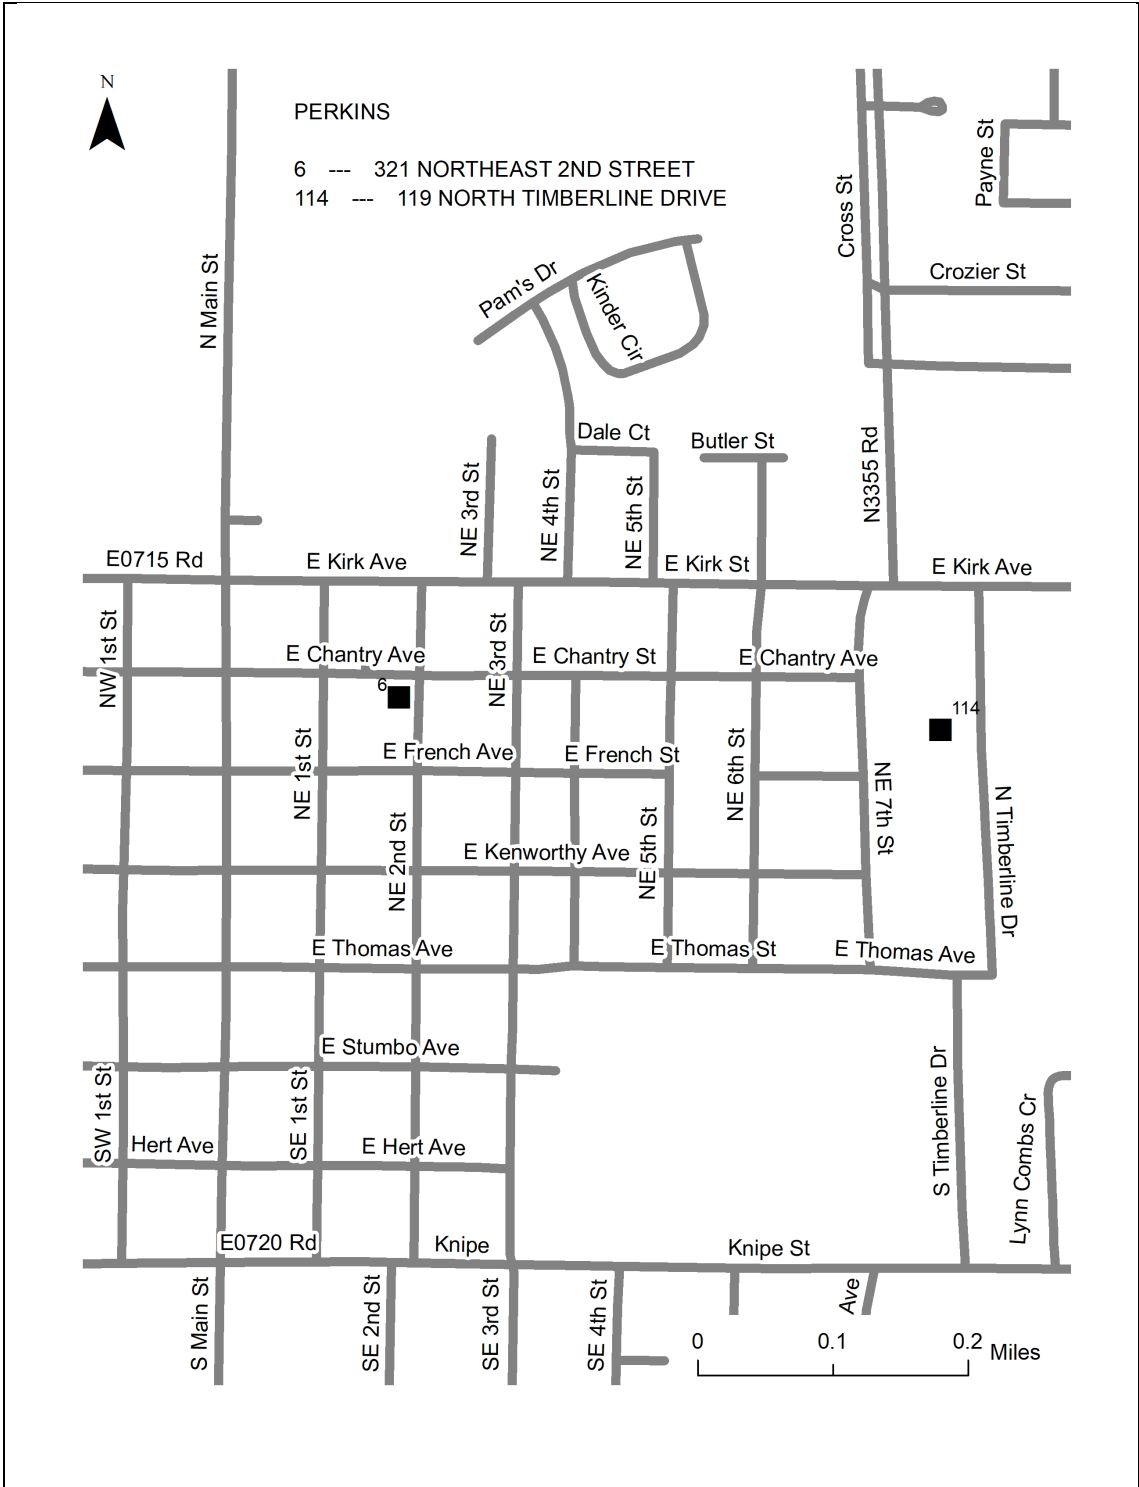 N
PERKINS
6 --- 321 NORTHEAST 2ND STREET
114 --- 119 NORTH TIMBERLINE DRIVE
Payne St
Cross St
N Main St
Crozier St
Pam's Dr
Kinder Cir
Dale Ct
Butler St
NE 3rd St
NE 4th St
NE 5th St
N3355 Rd
E0715 Rd
E Kirk Ave
E Kirk St
E Kirk Ave
NW 1st St
E Chantry Ave
NE 3rd St
E Chantry St
E Chantry Ave
6
114
NE 1st St
E French Ave
E French St
NE 6th St
NE 7th St
N Timberline Dr
NE 2nd St
E Kenworthy Ave
NE 5th St
E Thomas Ave
E Thomas St
E Thomas Ave
E Stumbo Ave
SW 1st St
SE 1st St
S Timberline Dr
Lynn Combs Cr
Hert Ave
E Hert Ave
E0720 Rd
Knipe
Knipe St
S Main St
SE 2nd St
SE 3rd St
SE 4th St
Ave
0 0.1 0.2
Miles